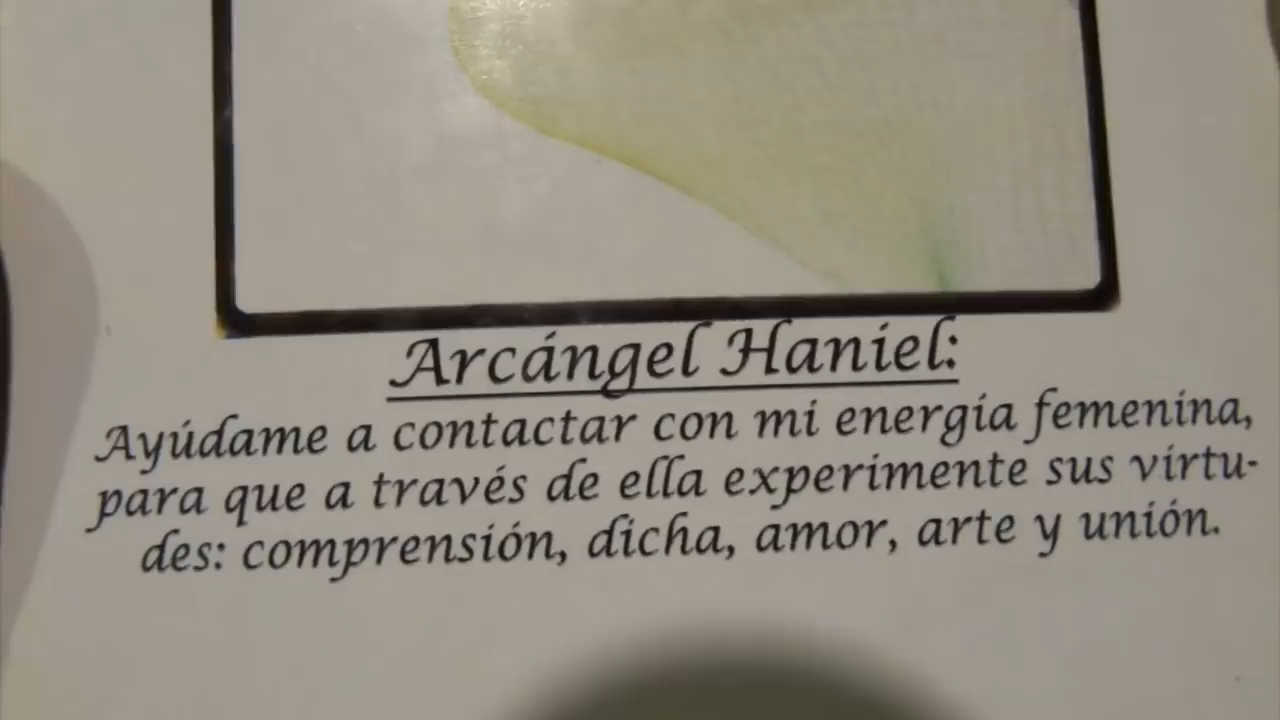 Arcángel Haniel:
Ayúdame a contactar con mi energía femenina,
para que a través de ella experimente sus virtu-
des: comprensión, dicha, amor, arte y unión.